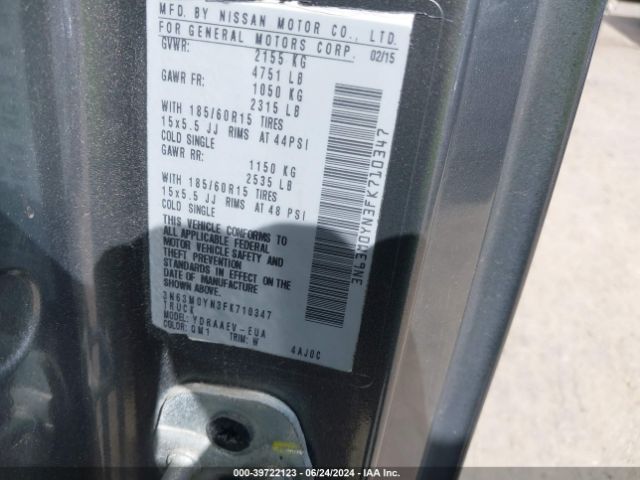 MFD. BY NISSAN MOTOR CO., LTD.
FOR GENERAL MOTORS CORP. 02/15
GVWR: 2155 KG
4751 LB
GAWR FR: 1050 KG
2315 LB
WITH 185/60R15 TIRES
15x5.5 JJ RIMS AT 44PSI
COLD SINGLE
GAWR RR: 1150 KG
2535 LB
WITH 185/60R15 TIRES
15x5.5 JJ RIMS AT 48 PSI
COLD SINGLE
THIS VEHICLE CONFORMS TO
ALL APPLICABLE FEDERAL
MOTOR VEHICLE SAFETY AND
THEFT PREVENTION
STANDARDS IN EFFECT ON THE
DATE OF MANUFACTURE
SHOWN ABOVE.
3N63M0YN3FK710347
TRUCK
MODEL: YDRAAEV-EUA
COLOR: QM1 TRIM: W
4AJ0C
3N63M0YN3FK710347
000-39722123 - 06/24/2024 - IAA Inc.